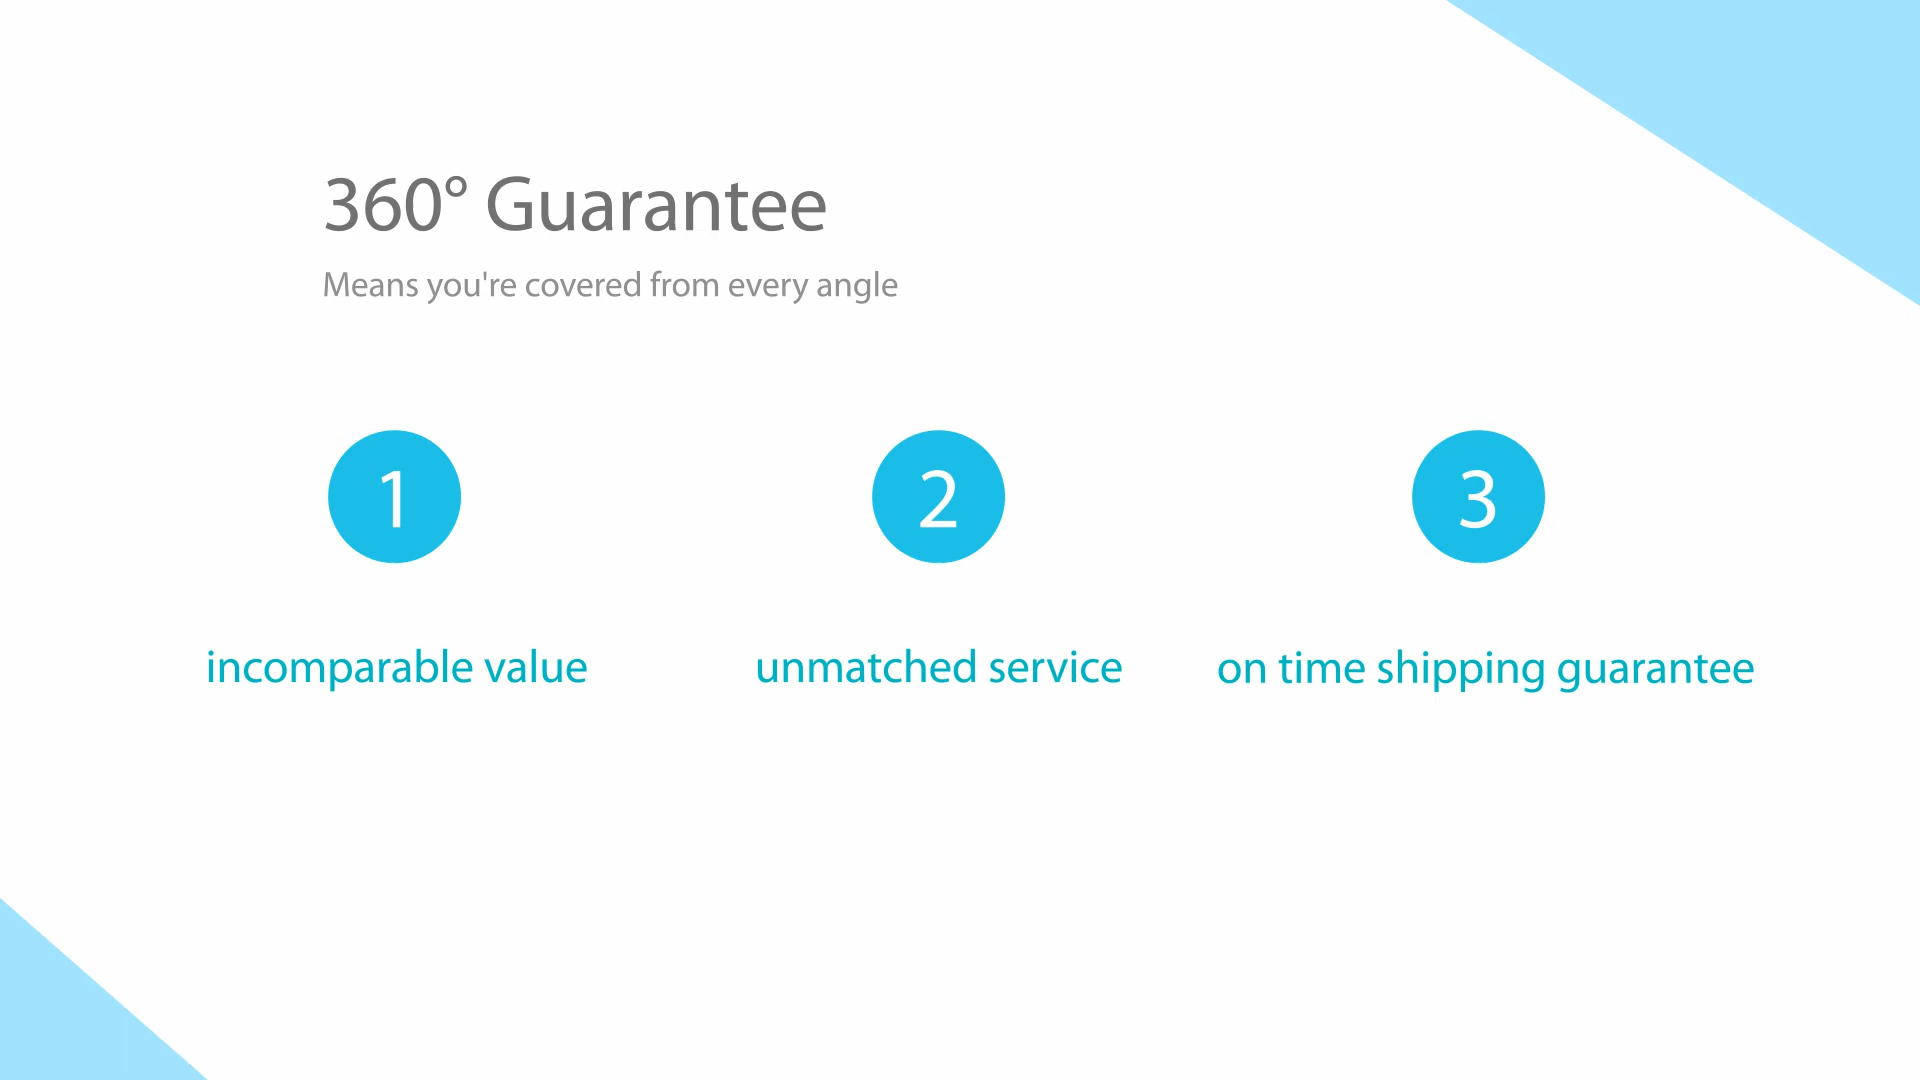 360° Guarantee
Means you're covered from every angle
1
2
3
incomparable value
unmatched service
on time shipping guarantee